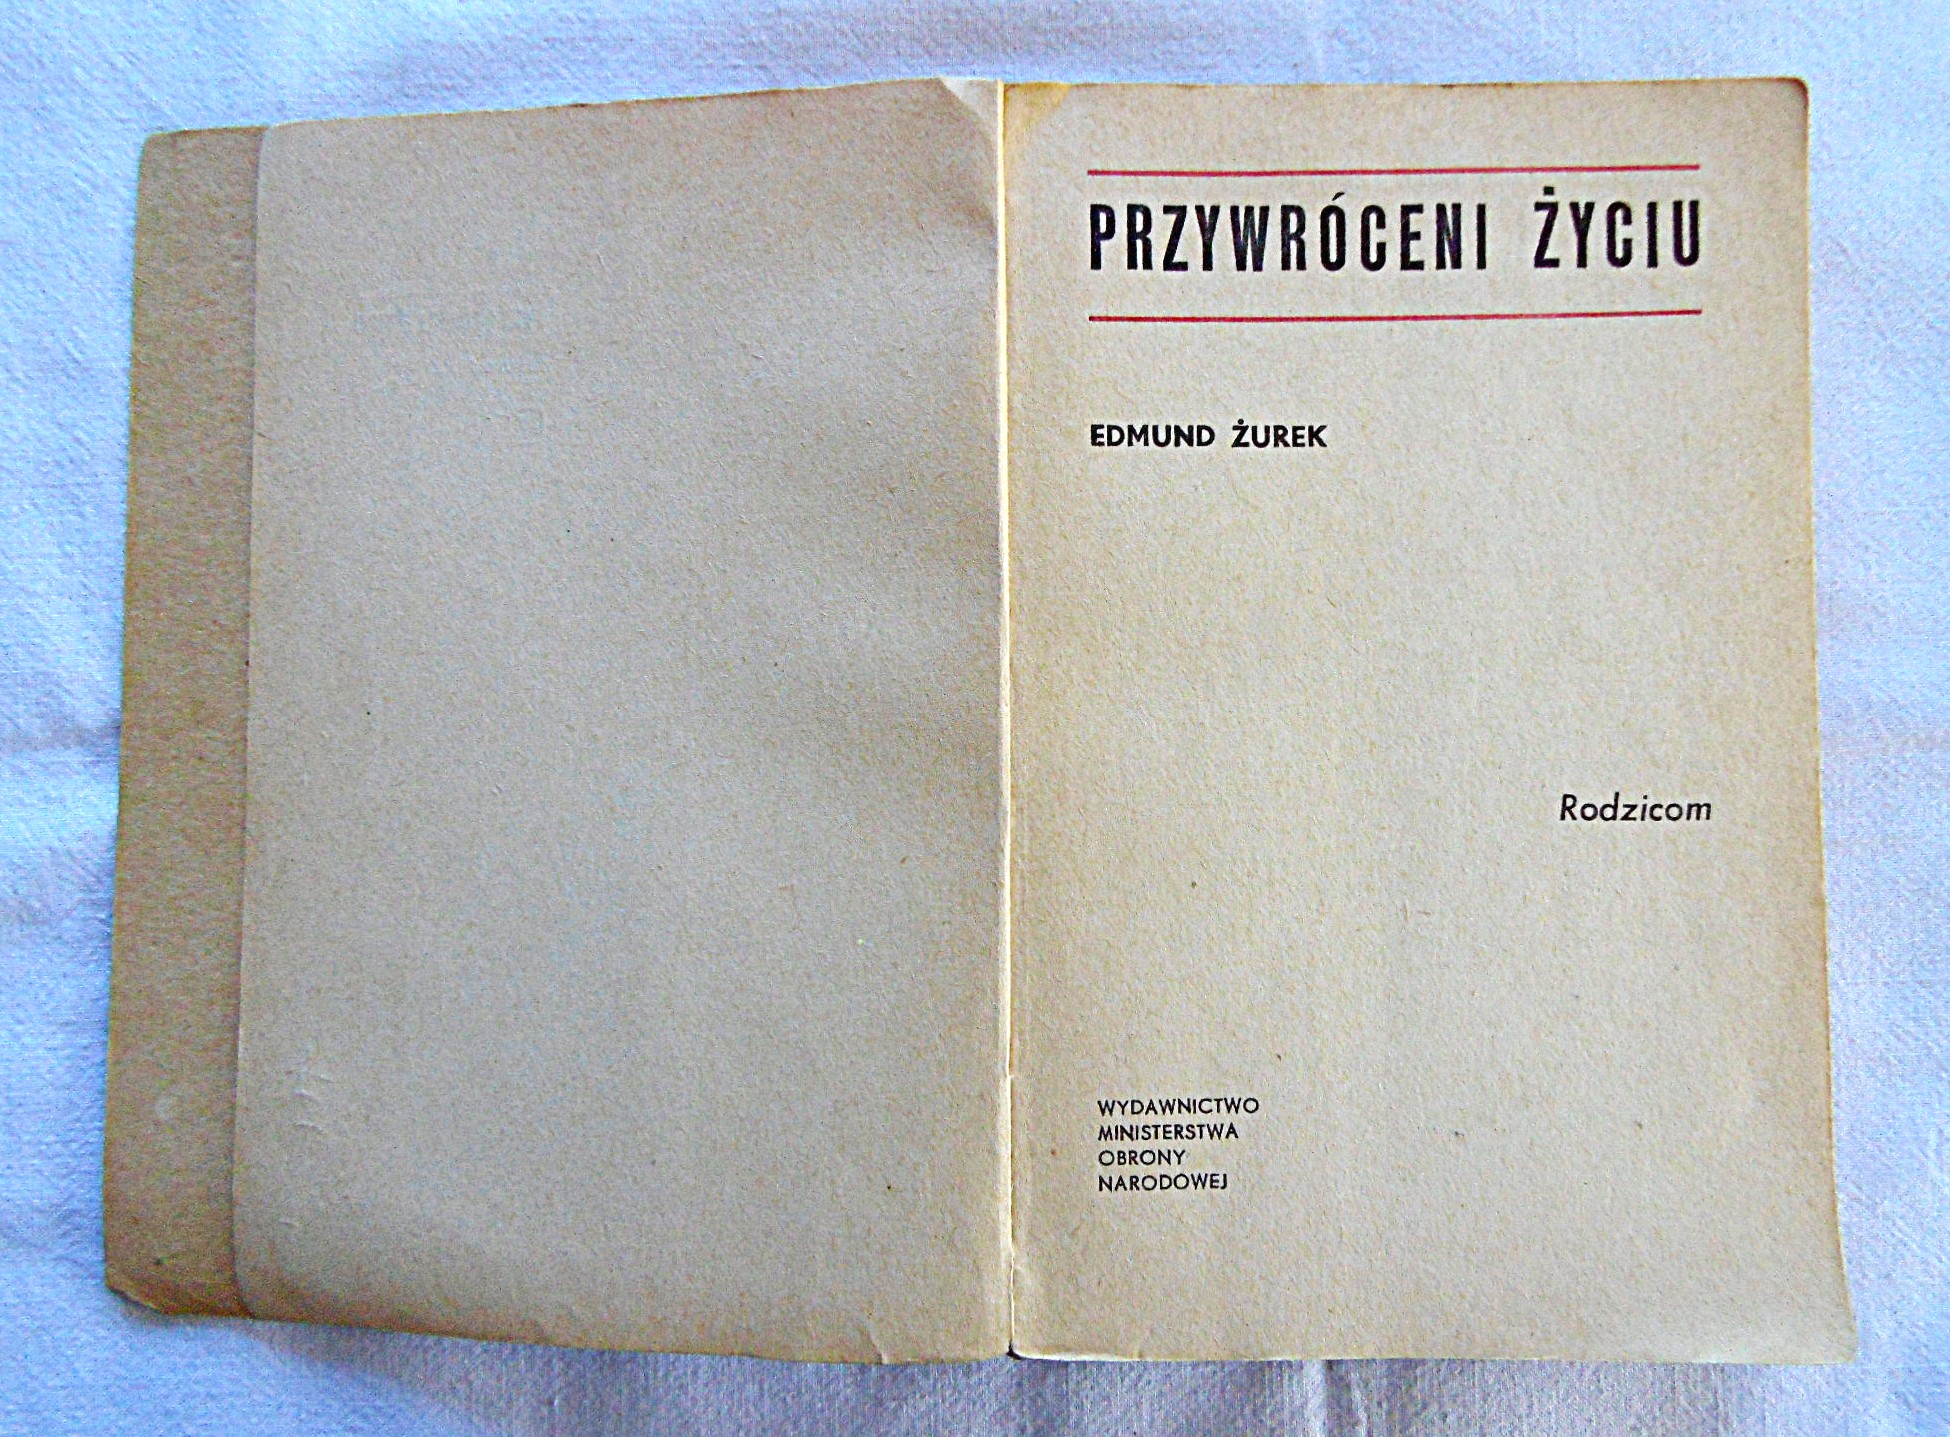 PRZYWRÓCENI ŻYCIU
EDMUND ŻUREK
Rodzicom
WYDAWNICTWO
MINISTERSTWA
OBRONY
NARODOWEJ